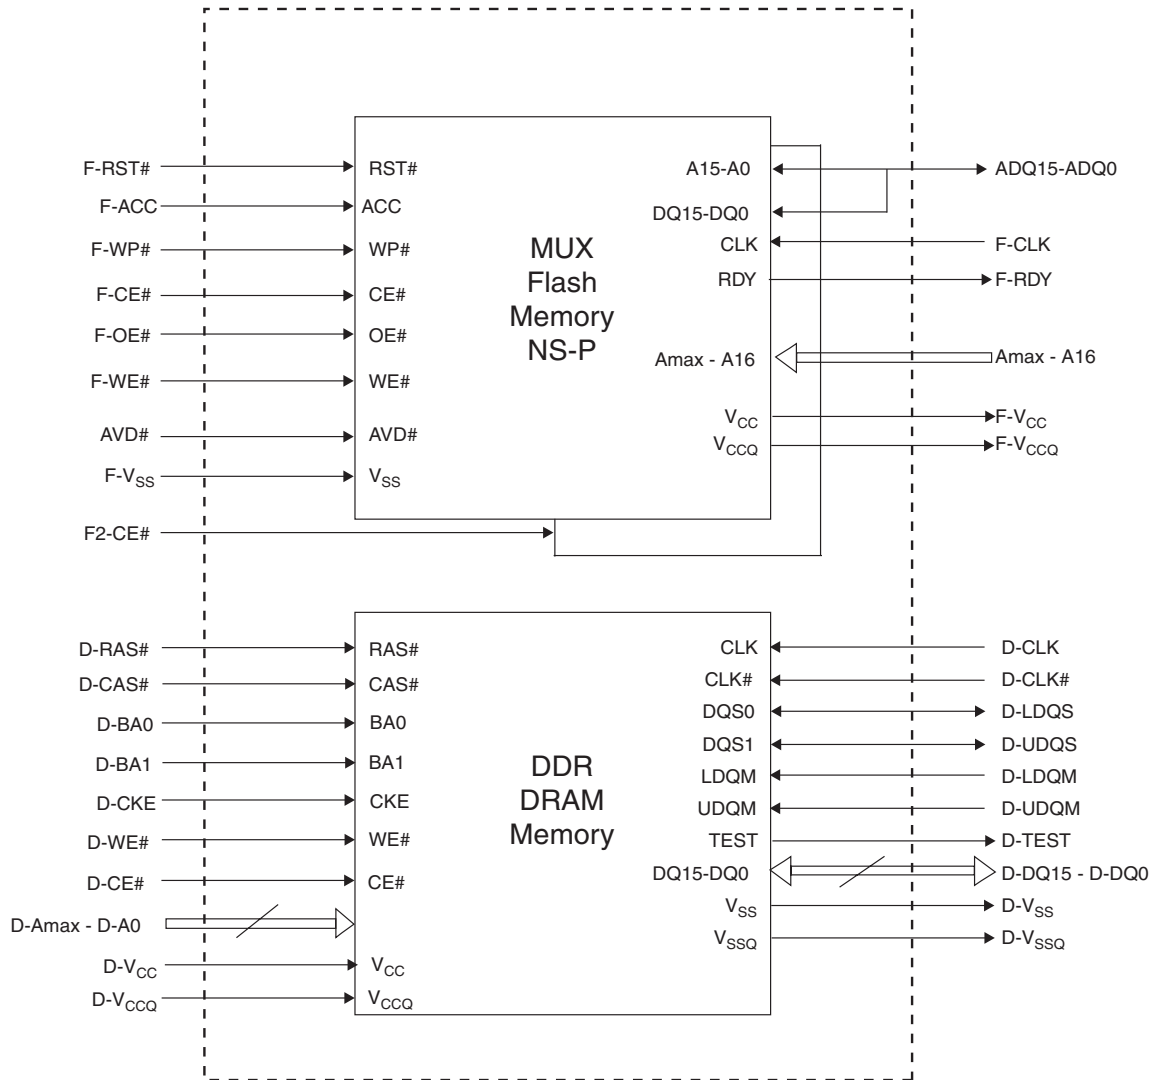 F-RST#
F-ACC
F-WP#
F-CE#
F-OE#
F-WE#
AVD#
F-VSS
F2-CE#
RST#
ACC
WP#
CE#
OE#
WE#
AVD#
VSS
MUX
Flash
Memory
NS-P
A15-A0
DQ15-DQ0
CLK
RDY
Amax - A16
VCC
VCCQ
ADQ15-ADQ0
F-CLK
F-RDY
Amax - A16
F-VCC
F-VCCQ
D-RAS#
D-CAS#
D-BA0
D-BA1
D-CKE
D-WE#
D-CE#
D-Amax - D-A0
D-VCC
D-VCCQ
RAS#
CAS#
BA0
BA1
CKE
WE#
CE#
VCC
VCCQ
DDR
DRAM
Memory
CLK
CLK#
DQS0
DQS1
LDQM
UDQM
TEST
DQ15-DQ0
VSS
VSSQ
D-CLK
D-CLK#
D-LDQS
D-UDQS
D-LDQM
D-UDQM
D-TEST
D-DQ15 - D-DQ0
D-VSS
D-VSSQ